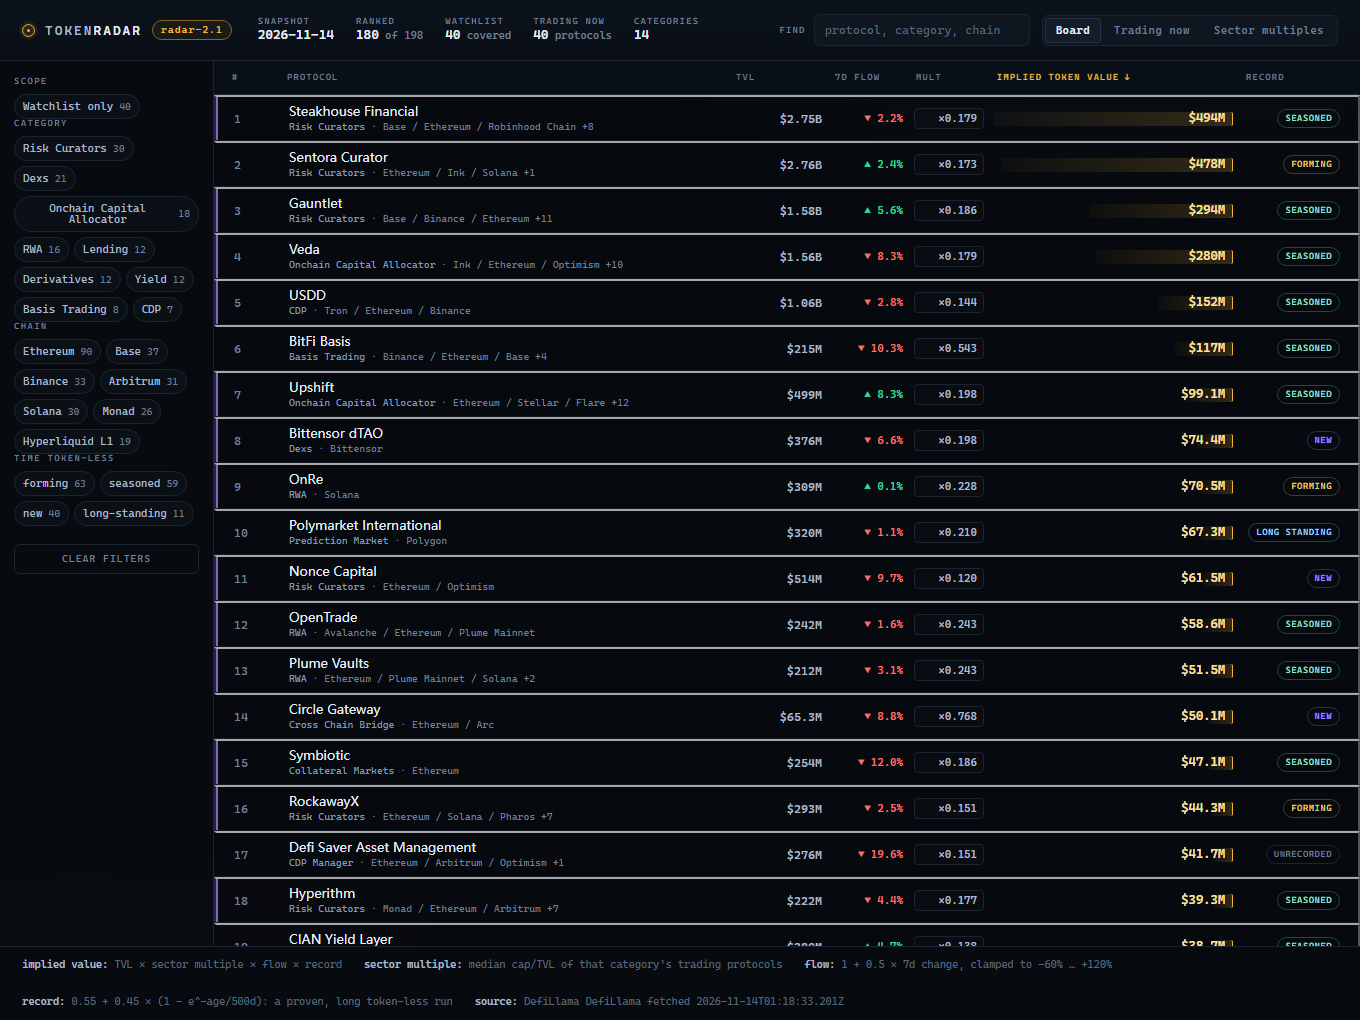 TOKENRADAR radar-2.1
SNAPSHOT 2026-11-14
RANKED 180 of 198
WATCHLIST 40 covered
TRADING NOW 40 protocols
CATEGORIES 14
FIND protocol, category, chain
Board Trading now Sector multiples
SCOPE
Watchlist only 40
CATEGORY
Risk Curators 30
Dexs 21
Onchain Capital Allocator 18
RWA 16 Lending 12
Derivatives 12 Yield 12
Basis Trading 8 CDP 7
CHAIN
Ethereum 90 Base 37
Binance 33 Arbitrum 31
Solana 30 Monad 26
Hyperliquid L1 19
TIME TOKEN-LESS
forming 63 seasoned 59
new 40 long-standing 11
CLEAR FILTERS
# PROTOCOL TVL 7D FLOW MULT IMPLIED TOKEN VALUE ↓ RECORD
1 Steakhouse Financial $2.75B ▼ 2.2% ×0.179 $494M SEASONED
Risk Curators · Base / Ethereum / Robinhood Chain +8
2 Sentora Curator $2.76B ▲ 2.4% ×0.173 $478M FORMING
Risk Curators · Ethereum / Ink / Solana +1
3 Gauntlet $1.58B ▲ 5.6% ×0.186 $294M SEASONED
Risk Curators · Base / Binance / Ethereum +11
4 Veda $1.56B ▼ 8.3% ×0.179 $280M SEASONED
Onchain Capital Allocator · Ink / Ethereum / Optimism +10
5 USDD $1.06B ▼ 2.8% ×0.144 $152M SEASONED
CDP · Tron / Ethereum / Binance
6 BitFi Basis $215M ▼ 10.3% ×0.543 $117M SEASONED
Basis Trading · Binance / Ethereum / Base +4
7 Upshift $499M ▲ 8.3% ×0.198 $99.1M SEASONED
Onchain Capital Allocator · Ethereum / Stellar / Flare +12
8 Bittensor dTAO $376M ▼ 6.6% ×0.198 $74.4M NEW
Dexs · Bittensor
9 OnRe $309M ▲ 0.1% ×0.228 $70.5M FORMING
RWA · Solana
10 Polymarket International $320M ▼ 1.1% ×0.210 $67.3M LONG STANDING
Prediction Market · Polygon
11 Nonce Capital $514M ▼ 9.7% ×0.120 $61.5M NEW
Risk Curators · Ethereum / Optimism
12 OpenTrade $242M ▼ 1.6% ×0.243 $58.6M SEASONED
RWA · Avalanche / Ethereum / Plume Mainnet
13 Plume Vaults $212M ▼ 3.1% ×0.243 $51.5M SEASONED
RWA · Ethereum / Plume Mainnet / Solana +2
14 Circle Gateway $65.3M ▼ 8.8% ×0.768 $50.1M NEW
Cross Chain Bridge · Ethereum / Arc
15 Symbiotic $254M ▼ 12.0% ×0.186 $47.1M SEASONED
Collateral Markets · Ethereum
16 RockawayX $293M ▼ 2.5% ×0.151 $44.3M FORMING
Risk Curators · Ethereum / Solana / Pharos +7
17 Defi Saver Asset Management $276M ▼ 19.6% ×0.151 $41.7M UNRECORDED
CDP Manager · Ethereum / Arbitrum / Optimism +1
18 Hyperithm $222M ▼ 4.4% ×0.177 $39.3M SEASONED
Risk Curators · Monad / Ethereum / Arbitrum +7
CIAN Yield Layer
implied value: TVL × sector multiple × flow × record sector multiple: median cap/TVL of that category's trading protocols flow: 1 + 0.5 × 7d change, clamped to -60% … +120%
record: 0.55 + 0.45 × (1 - e^-age/500d): a proven, long token-less run source: DefiLlama DefiLlama fetched 2026-11-14T01:18:33.201Z